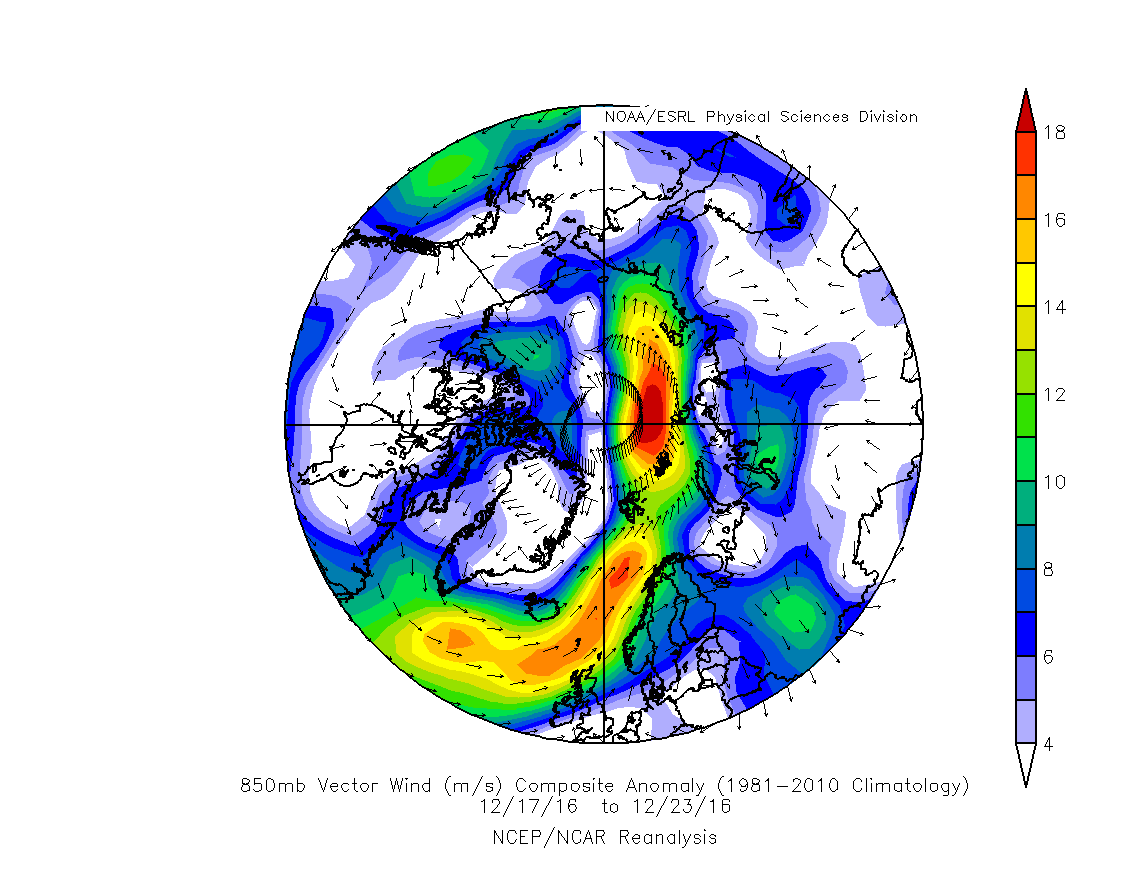 NOAA/ESRL Physical Sciences Division
18
16
14
12
10
8
6
4
850mb Vector Wind (m/s) Composite Anomaly (1981-2010 Climatology)
12/17/16 to 12/23/16
NCEP/NCAR Reanalysis